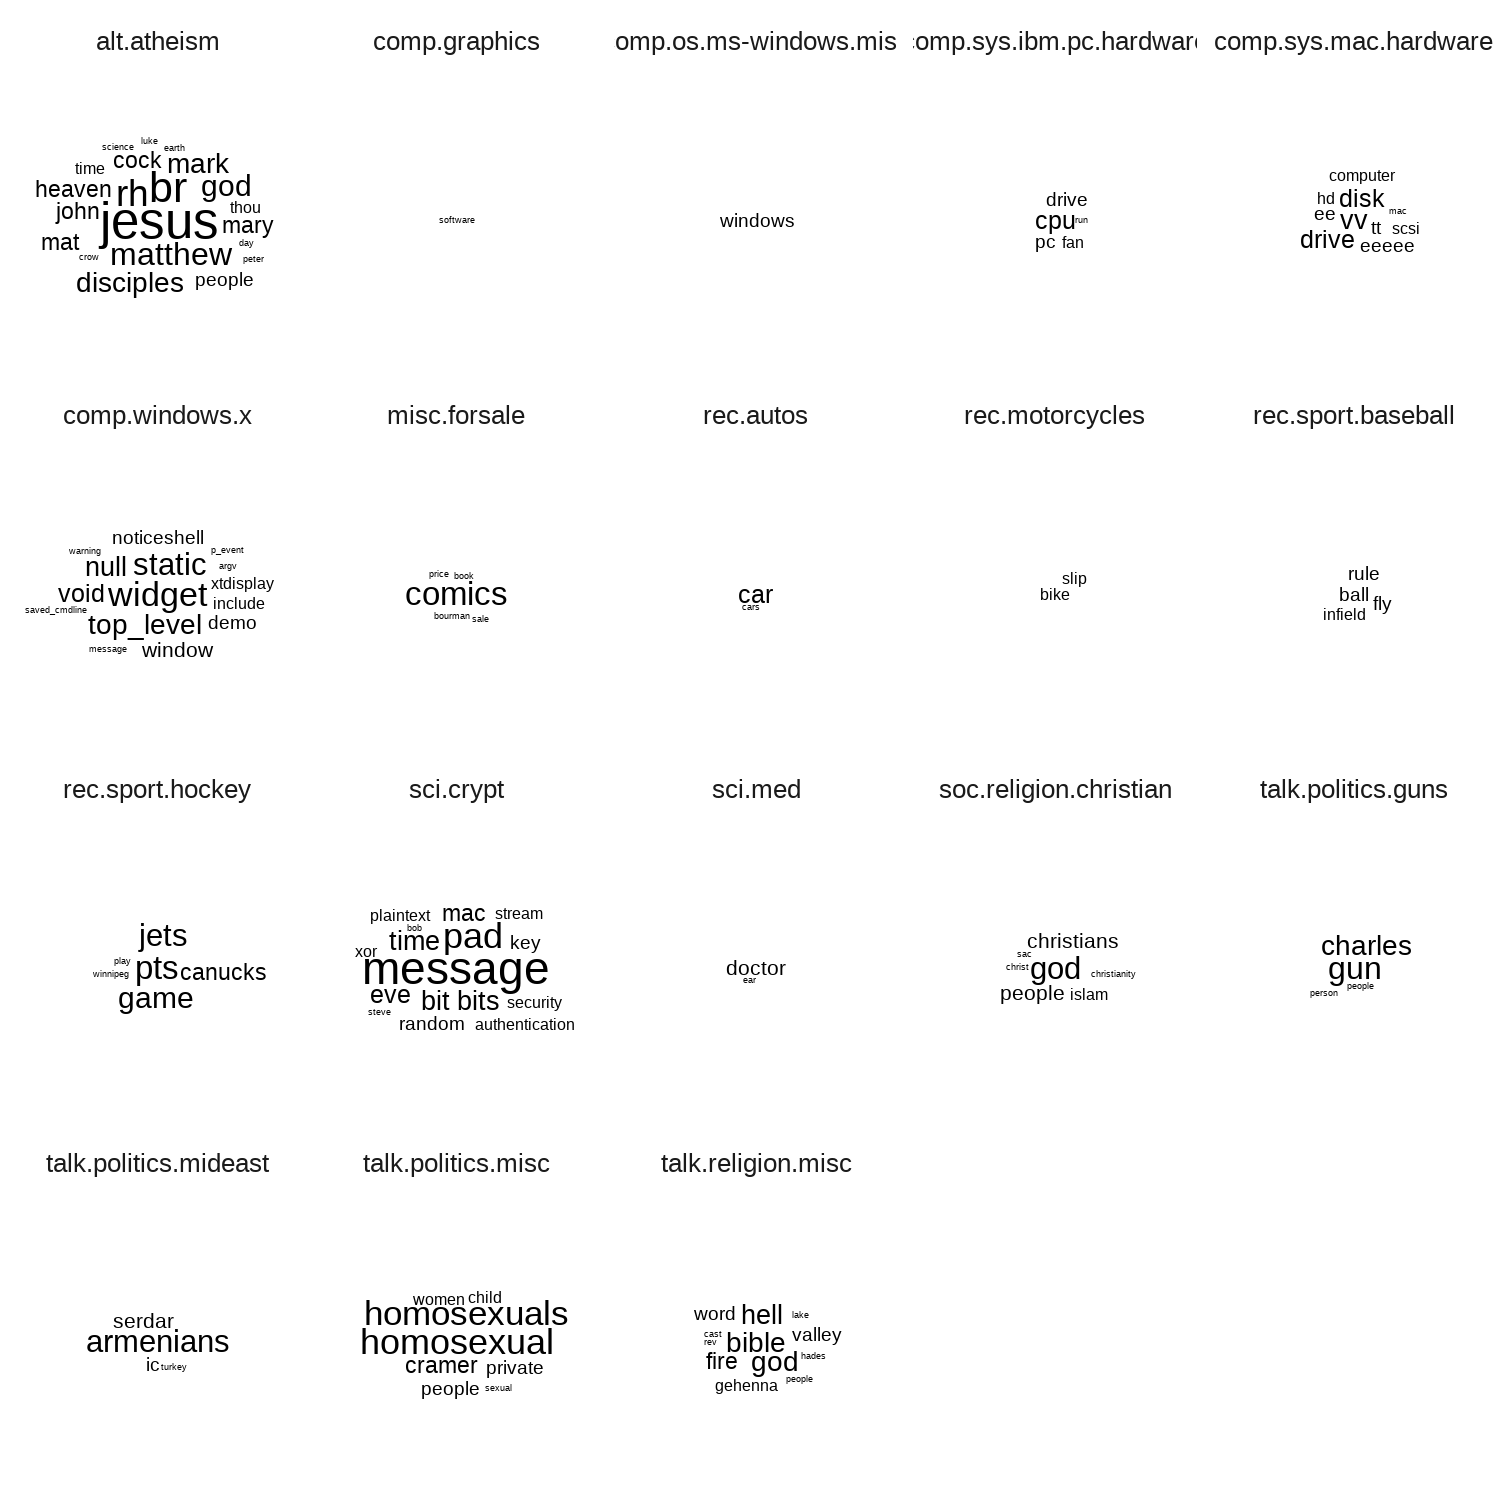 alt.atheism comp.graphics omp.os.ms-windows.mis comp.sys.ibm.pc.hardware comp.sys.mac.hardware
science luke earth
time cock mark
heaven rh br god
john jesus thou
mat mary
crow matthew day peter
disciples people
software
windows
drive
cpu run
pc fan
computer
hd disk mac
ee vv tt scsi
drive eeeee
comp.windows.x misc.forsale rec.autos rec.motorcycles rec.sport.baseball
noticeshell
warning p_event
null static argv
void widget xtdisplay
saved_cmdline include
top_level demo
message window
price book
comics
bourman sale
car
cars
slip
bike
rule
ball fly
infield
rec.sport.hockey sci.crypt sci.med soc.religion.christian talk.politics.guns
jets
play pts canucks
winnipeg
game
plaintext mac stream
bob
xor time pad key
message
eve bit bits security
steve
random authentication
doctor
ear
christians
sac
christ god christianity
people islam
charles
gun
person people
talk.politics.mideast talk.politics.misc talk.religion.misc
serdar
armenians
ic turkey
women child
homosexuals
homosexual
cramer private
people sexual
word hell lake
cast bible valley
rev
fire god hades
gehenna people